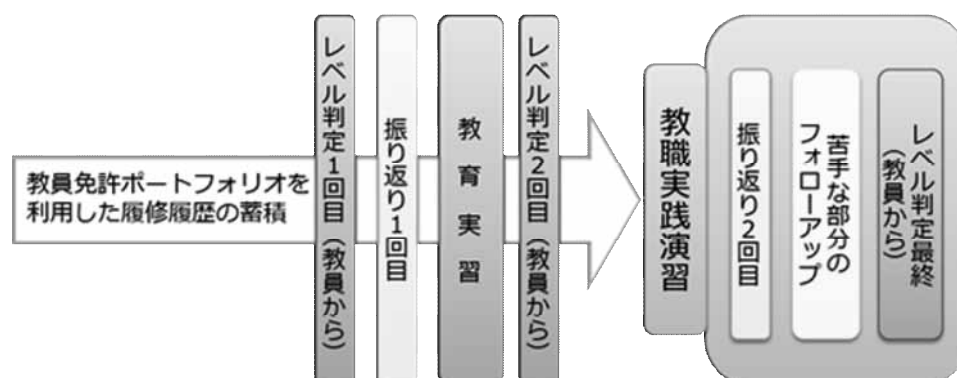 教員免許ポートフォリオを
利用した履修履歴の蓄積
レベル判定1回目（教員から）
振り返り1回目
教育実習
レベル判定2回目（教員から）
教職実践演習
振り返り2回目
苦手な部分の
フォローアップ
レベル判定最終
（教員から）